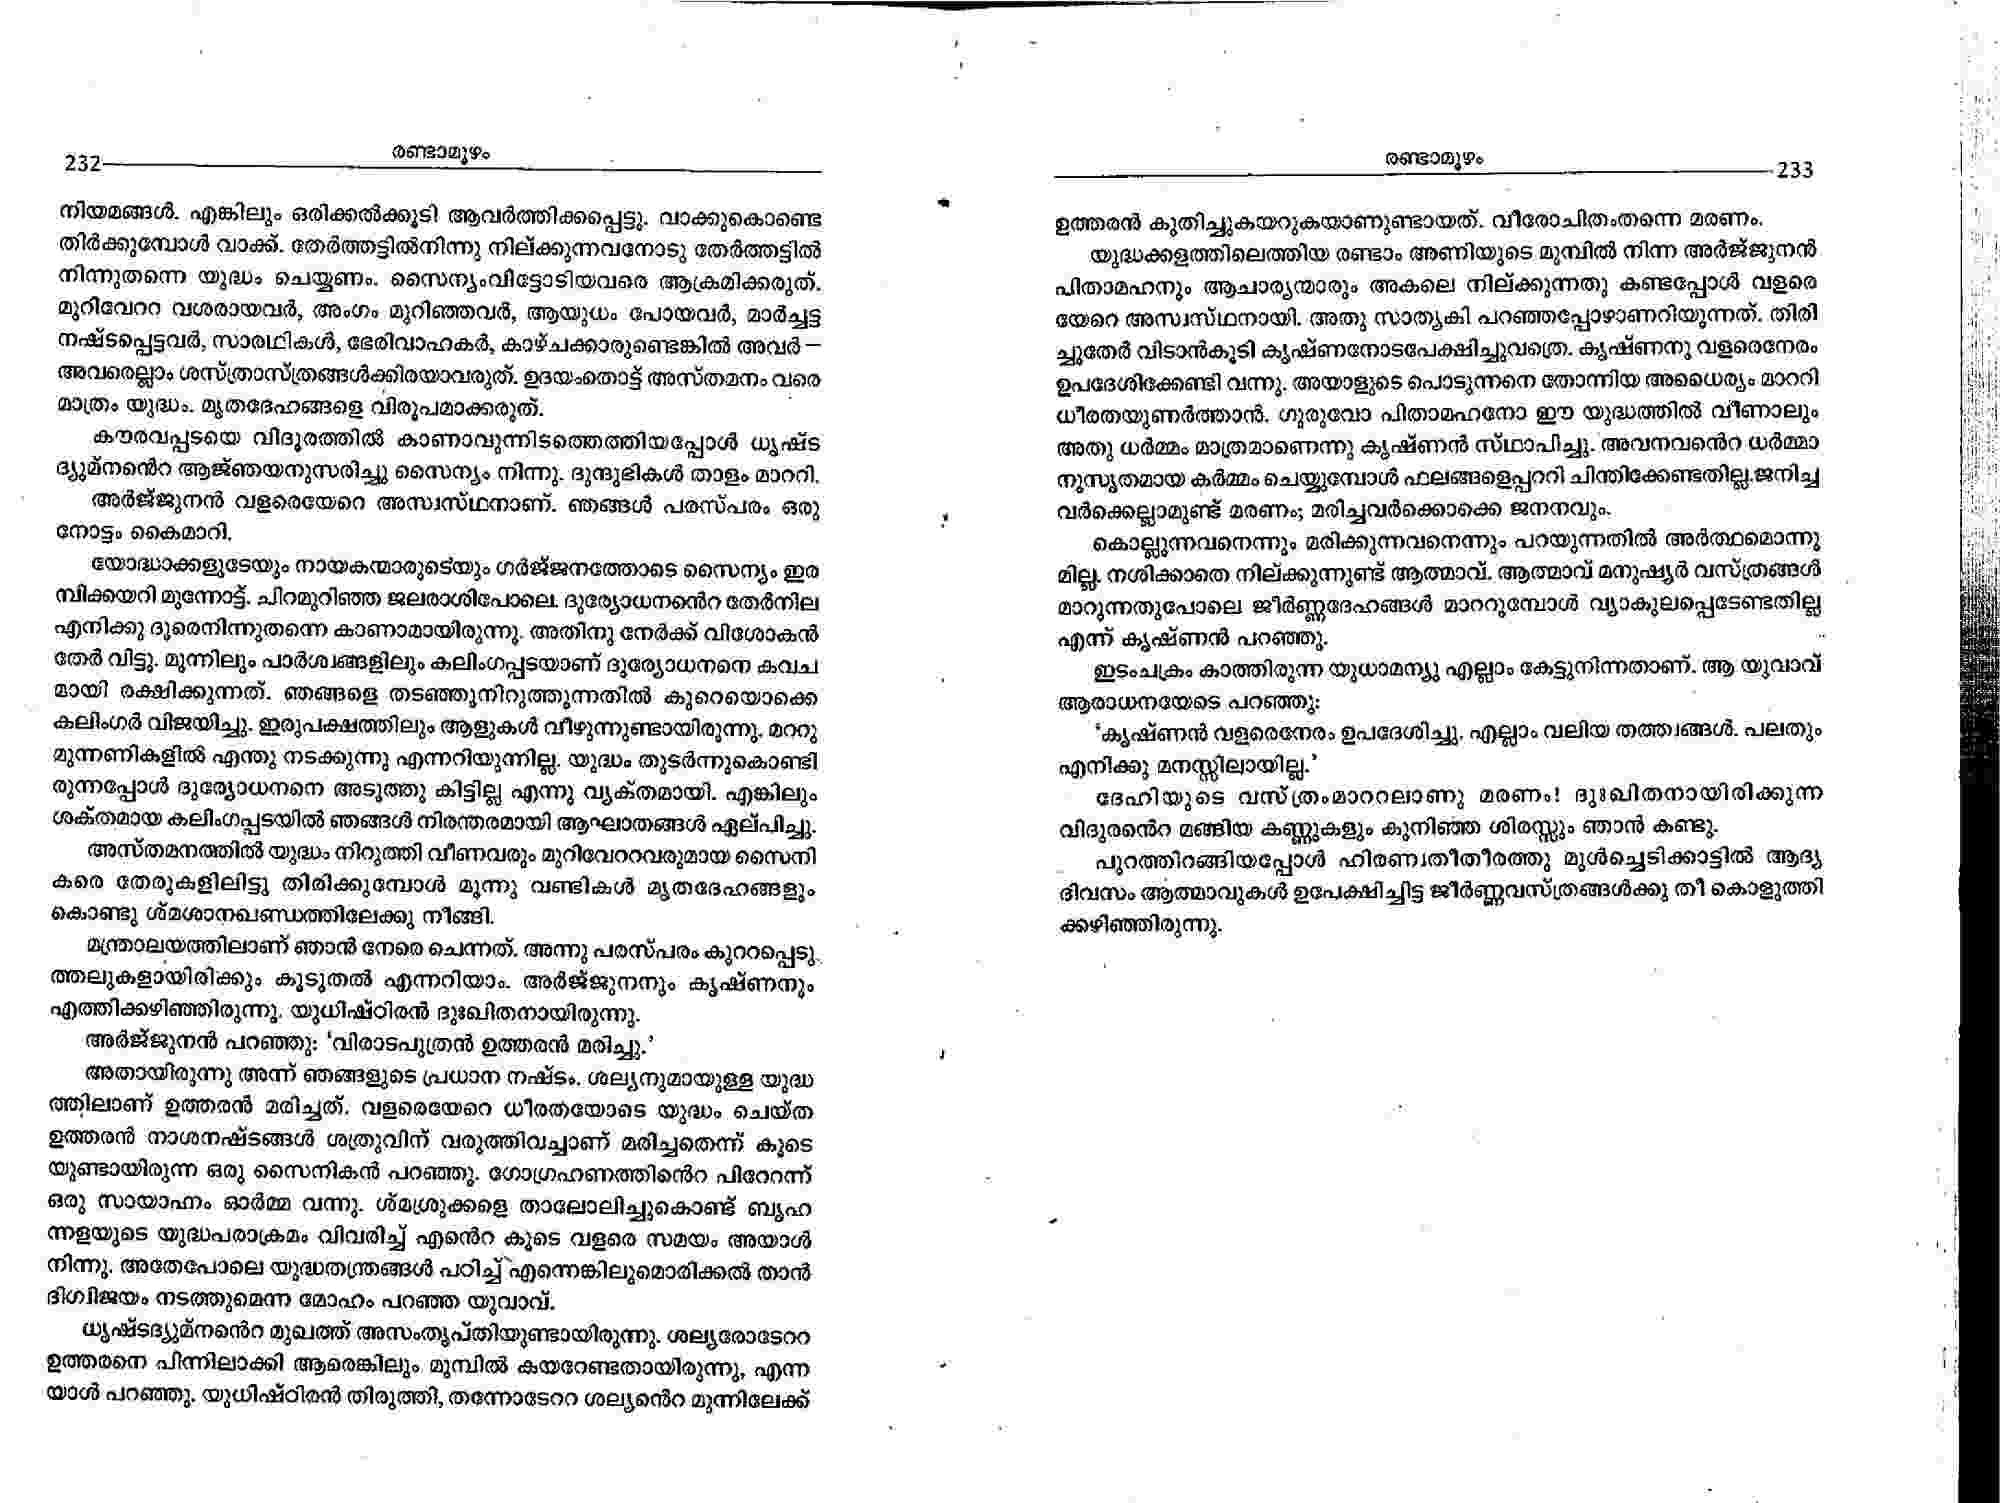 232
രണ്ടാമൂഴം
നിയമങ്ങൾ. എങ്കിലും ഒരിക്കൽക്കൂടി ആവർത്തിക്കപ്പെട്ടു. വാക്കുകൊണ്ടെ
തിർക്കുമ്പോൾ വാക്ക്. തേർത്തട്ടിൽനിന്നു നില്ക്കുന്നവനോടു തേർത്തട്ടിൽ
നിന്നുതന്നെ യുദ്ധം ചെയ്യണം. സൈന്യംവിട്ടോടിയവരെ ആക്രമിക്കരുത്.
മുറിവേററ വശരായവർ, അംഗം മുറിഞ്ഞവർ, ആയുധം പോയവർ, മാർച്ചട്ട
നഷ്ടപ്പെട്ടവർ, സാരഥികൾ, ഭേരിവാഹകർ, കാഴ്ചക്കാരുണ്ടെങ്കിൽ അവർ —
അവരെല്ലാം ശസ്ത്രാസ്ത്രങ്ങൾക്കിരയാവരുത്. ഉദയംതൊട്ട് അസ്തമനം വരെ
മാത്രം യുദ്ധം. മൃതദേഹങ്ങളെ വിരൂപമാക്കരുത്.
കൗരവപ്പടയെ വിദൂരത്തിൽ കാണാവുന്നിടത്തെത്തിയപ്പോൾ ധൃഷ്ട
ദ്യുമ്നൻെറ ആജ്ഞയനുസരിച്ചു സൈന്യം നിന്നു. ദുന്ദുഭികൾ താളം മാററി.
അർജ്ജുനൻ വളരെയേറെ അസ്വസ്ഥനാണ്. ഞങ്ങൾ പരസ്പരം ഒരു
നോട്ടം കൈമാറി.
യോദ്ധാക്കളുടേയും നായകന്മാരുടെയും ഗർജ്ജനത്തോടെ സൈന്യം ഇര
മ്പിക്കയറി മുന്നോട്ട്. ചിറമുറിഞ്ഞ ജലരാശിപോലെ. ദുര്യോധനൻെറ തേർനില
എനിക്കു ദൂരെനിന്നുതന്നെ കാണാമായിരുന്നു. അതിനു നേർക്ക് വിശോകൻ
തേർ വിട്ടു. മുന്നിലും പാർശ്വങ്ങളിലും കലിംഗപ്പടയാണ് ദുര്യോധനനെ കവച
മായി രക്ഷിക്കുന്നത്. ഞങ്ങളെ തടഞ്ഞുനിറുത്തുന്നതിൽ കുറെയൊക്കെ
കലിംഗർ വിജയിച്ചു. ഇരുപക്ഷത്തിലും ആളുകൾ വീഴുന്നുണ്ടായിരുന്നു. മററു
മുന്നണികളിൽ എന്തു നടക്കുന്നു എന്നറിയുന്നില്ല. യുദ്ധം തുടർന്നുകൊണ്ടി
രുന്നപ്പോൾ ദുര്യോധനനെ അടുത്തു കിട്ടില്ല എന്നു വ്യക്തമായി. എങ്കിലും
ശക്തമായ കലിംഗപ്പടയിൽ ഞങ്ങൾ നിരന്തരമായി ആഘാതങ്ങൾ ഏല്പിച്ചു.
അസ്തമനത്തിൽ യുദ്ധം നിറുത്തി വീണവരും മുറിവേററവരുമായ സൈനി
കരെ തേരുകളിലിട്ടു തിരിക്കുമ്പോൾ മൂന്നു വണ്ടികൾ മൃതദേഹങ്ങളും
കൊണ്ടു ശ്മശാനഖണ്ഡത്തിലേക്കു നീങ്ങി.
മന്ത്രാലയത്തിലാണ് ഞാൻ നേരെ ചെന്നത്. അന്നു പരസ്പരം കുററപ്പെടു
ത്തലുകളായിരിക്കും കൂടുതൽ എന്നറിയാം. അർജ്ജുനനും കൃഷ്ണനും
എത്തിക്കഴിഞ്ഞിരുന്നു. യുധിഷ്ഠിരൻ ദുഃഖിതനായിരുന്നു.
അർജ്ജുനൻ പറഞ്ഞു: ‘വിരാടപുത്രൻ ഉത്തരൻ മരിച്ചു.’
അതായിരുന്നു അന്ന് ഞങ്ങളുടെ പ്രധാന നഷ്ടം. ശല്യനുമായുള്ള യുദ്ധ
ത്തിലാണ് ഉത്തരൻ മരിച്ചത്. വളരെയേറെ ധീരതയോടെ യുദ്ധം ചെയ്ത
ഉത്തരൻ നാശനഷ്ടങ്ങൾ ശത്രുവിന് വരുത്തിവച്ചാണ് മരിച്ചതെന്ന് കൂടെ
യുണ്ടായിരുന്ന ഒരു സൈനികൻ പറഞ്ഞു. ഗോഗ്രഹണത്തിൻെറ പിറേറന്ന്
ഒരു സായാഹ്നം ഓർമ്മ വന്നു. ശ്മശ്രുക്കളെ താലോലിച്ചുകൊണ്ട് ബൃഹ
ന്നളയുടെ യുദ്ധപരാക്രമം വിവരിച്ച് എൻെറ കൂടെ വളരെ സമയം അയാൾ
നിന്നു. അതേപോലെ യുദ്ധതന്ത്രങ്ങൾ പഠിച്ച് എന്നെങ്കിലുമൊരിക്കൽ താൻ
ദിഗ്വിജയം നടത്തുമെന്ന മോഹം പറഞ്ഞ യുവാവ്.
ധൃഷ്ടദ്യുമ്നൻെറ മുഖത്ത് അസംതൃപ്തിയുണ്ടായിരുന്നു. ശല്യരോടേററ
ഉത്തരനെ പിന്നിലാക്കി ആരെങ്കിലും മുമ്പിൽ കയറേണ്ടതായിരുന്നു, എന്ന
യാൾ പറഞ്ഞു. യുധിഷ്ഠിരൻ തിരുത്തി, തന്നോടേററ ശല്യൻെറ മുന്നിലേക്ക്
രണ്ടാമൂഴം
233
ഉത്തരൻ കുതിച്ചുകയറുകയാണുണ്ടായത്. വീരോചിതംതന്നെ മരണം.
യുദ്ധക്കളത്തിലെത്തിയ രണ്ടാം അണിയുടെ മുമ്പിൽ നിന്ന അർജ്ജുനൻ
പിതാമഹനും ആചാര്യന്മാരും അകലെ നില്ക്കുന്നതു കണ്ടപ്പോൾ വളരെ
യേറെ അസ്വസ്ഥനായി. അതു സാത്യകി പറഞ്ഞപ്പോഴാണറിയുന്നത്. തിരി
ച്ചുതേർ വിടാൻകൂടി കൃഷ്ണനോടപേക്ഷിച്ചുവത്രെ. കൃഷ്ണനു വളരെനേരം
ഉപദേശിക്കേണ്ടി വന്നു. അയാളുടെ പൊടുന്നനെ തോന്നിയ അധൈര്യം മാററി
ധീരതയുണർത്താൻ. ഗുരുവോ പിതാമഹനോ ഈ യുദ്ധത്തിൽ വീണാലും
അതു ധർമ്മം മാത്രമാണെന്നു കൃഷ്ണൻ സ്ഥാപിച്ചു. അവനവൻെറ ധർമ്മാ
നുസൃതമായ കർമ്മം ചെയ്യുമ്പോൾ ഫലങ്ങളെപ്പററി ചിന്തിക്കേണ്ടതില്ല.ജനിച്ച
വർക്കെല്ലാമുണ്ട് മരണം; മരിച്ചവർക്കൊക്കെ ജനനവും.
കൊല്ലുന്നവനെന്നും മരിക്കുന്നവനെന്നും പറയുന്നതിൽ അർത്ഥമൊന്നു
മില്ല. നശിക്കാതെ നില്ക്കുന്നുണ്ട് ആത്മാവ്. ആത്മാവ് മനുഷ്യർ വസ്ത്രങ്ങൾ
മാറുന്നതുപോലെ ജീർണ്ണദേഹങ്ങൾ മാററുമ്പോൾ വ്യാകുലപ്പെടേണ്ടതില്ല
എന്ന് കൃഷ്ണൻ പറഞ്ഞു.
ഇടംചക്രം കാത്തിരുന്ന യുധാമന്യു എല്ലാം കേട്ടുനിന്നതാണ്. ആ യുവാവ്
ആരാധനയേടെ പറഞ്ഞു:
‘കൃഷ്ണൻ വളരെനേരം ഉപദേശിച്ചു. എല്ലാം വലിയ തത്ത്വങ്ങൾ. പലതും
എനിക്കു മനസ്സിലായില്ല.’
ദേഹിയുടെ വസ്ത്രംമാററലാണു മരണം! ദുഃഖിതനായിരിക്കുന്ന
വിദുരൻെറ മങ്ങിയ കണ്ണുകളും കുനിഞ്ഞ ശിരസ്സും ഞാൻ കണ്ടു.
പുറത്തിറങ്ങിയപ്പോൾ ഹിരണ്വതീതീരത്തു മുൾച്ചെടിക്കാട്ടിൽ ആദ്യ
ദിവസം ആത്മാവുകൾ ഉപേക്ഷിച്ചിട്ട ജീർണ്ണവസ്ത്രങ്ങൾക്കു തീ കൊളുത്തി
ക്കഴിഞ്ഞിരുന്നു.